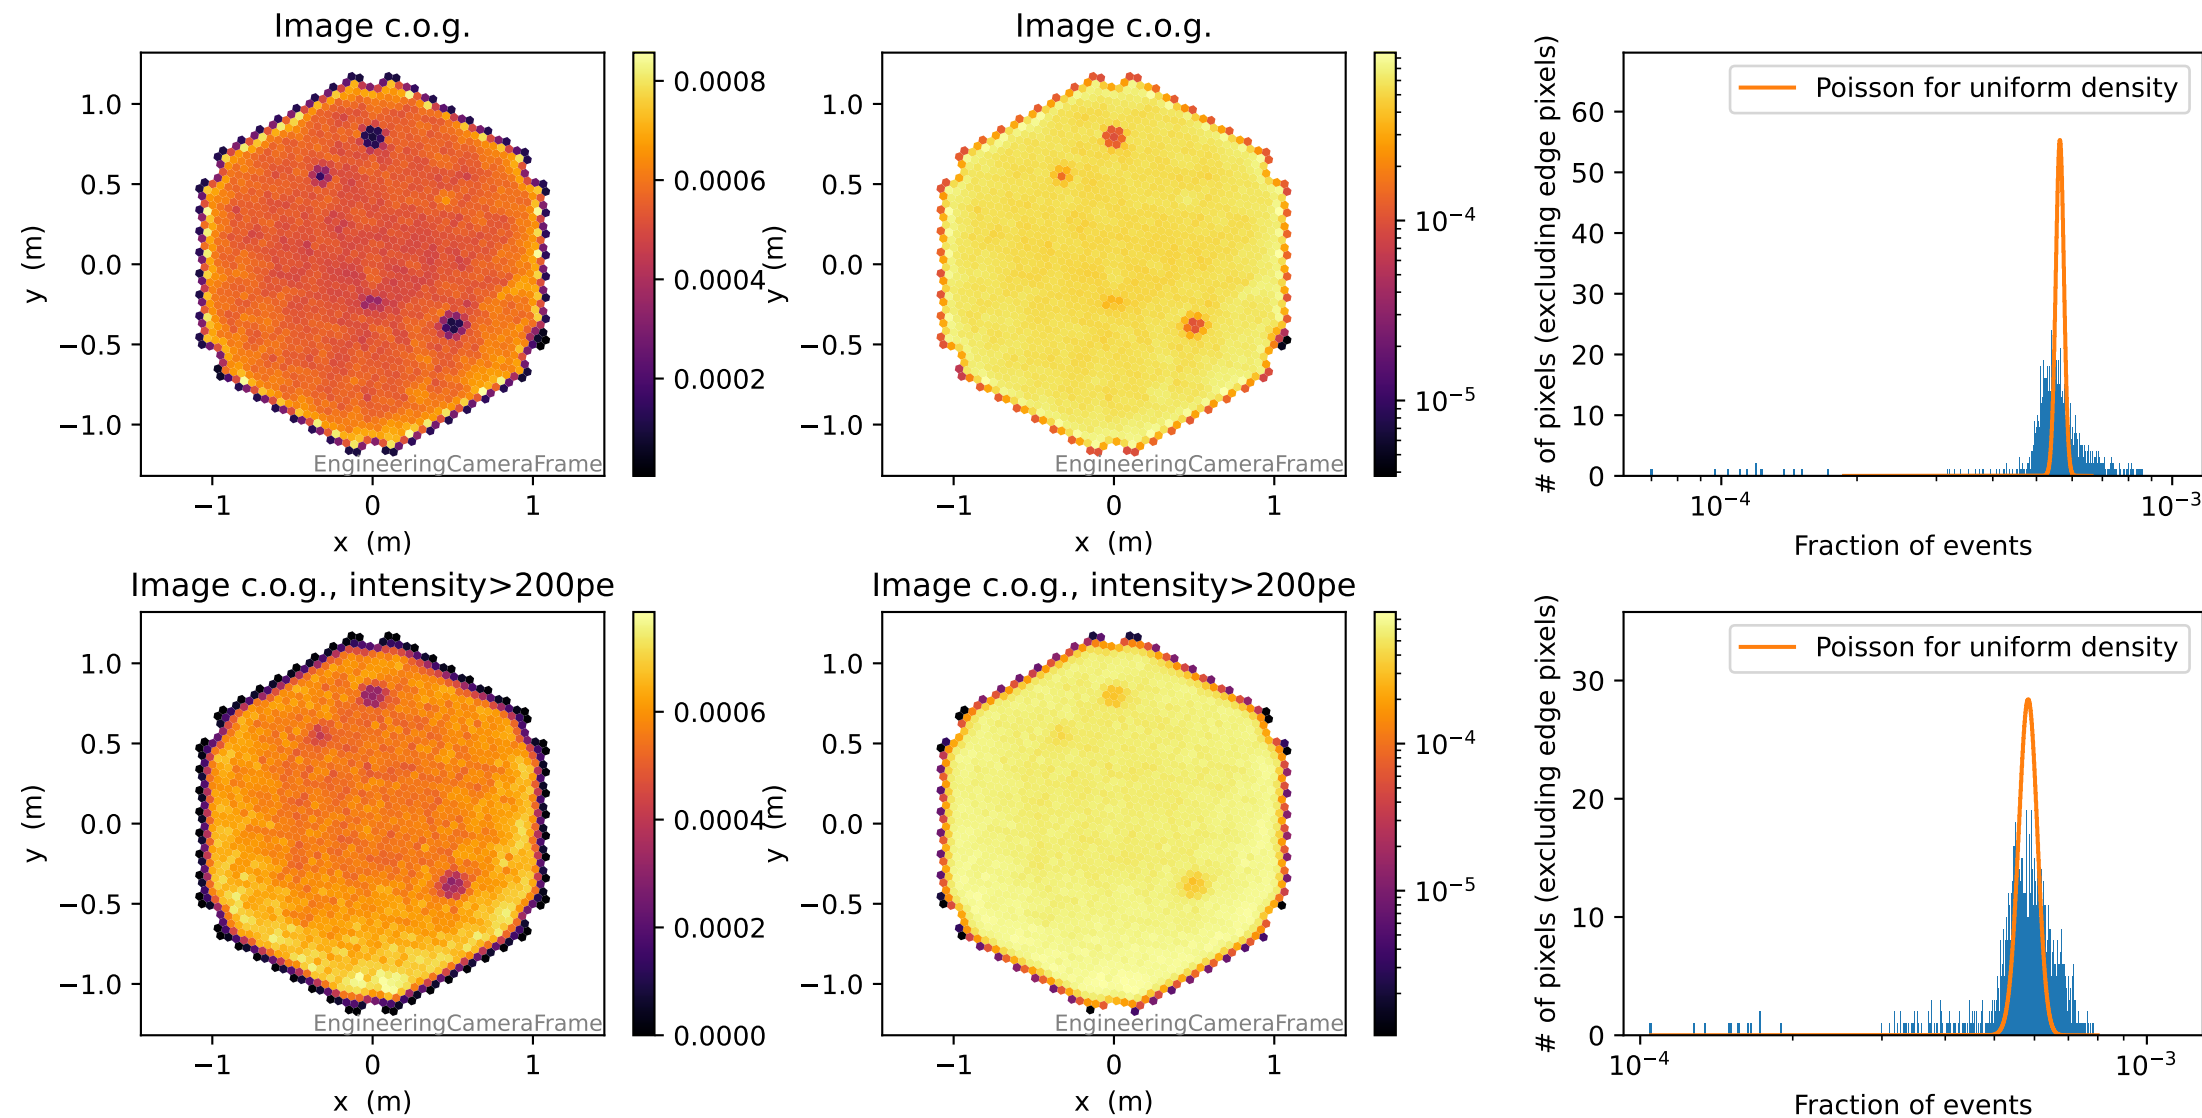 Image c.o.g.
1.0
0.5
0.0
−0.5
−1.0
y (m)
−1
0
1
x (m)
EngineeringCameraFrame
0.0008
0.0006
0.0004
0.0002
Image c.o.g.
1.0
0.5
0.0
−0.5
−1.0
y (m)
−1
0
1
x (m)
EngineeringCameraFrame
10⁻⁴
10⁻⁵
# of pixels (excluding edge pixels)
60
50
40
30
20
10
0
Poisson for uniform density
10⁻⁴
10⁻³
Fraction of events
Image c.o.g., intensity>200pe
1.0
0.5
0.0
−0.5
−1.0
y (m)
−1
0
1
x (m)
EngineeringCameraFrame
0.0006
0.0004
0.0002
0.0000
Image c.o.g., intensity>200pe
1.0
0.5
0.0
−0.5
−1.0
y (m)
−1
0
1
x (m)
EngineeringCameraFrame
10⁻⁴
10⁻⁵
# of pixels (excluding edge pixels)
30
20
10
0
Poisson for uniform density
10⁻⁴
10⁻³
Fraction of events